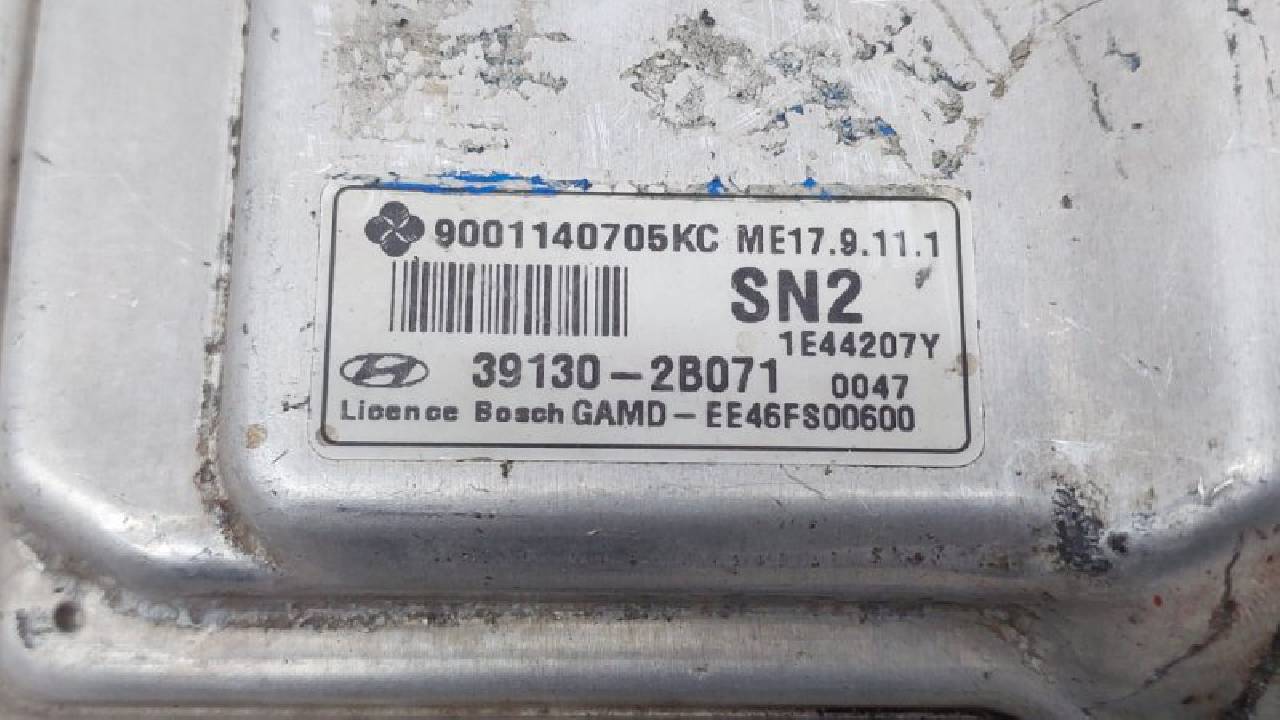 9001140705KC ME17.9.11.1
SN2
1E44207Y
39130-2B071 0047
Licence Bosch GAMD-EE46FS00600